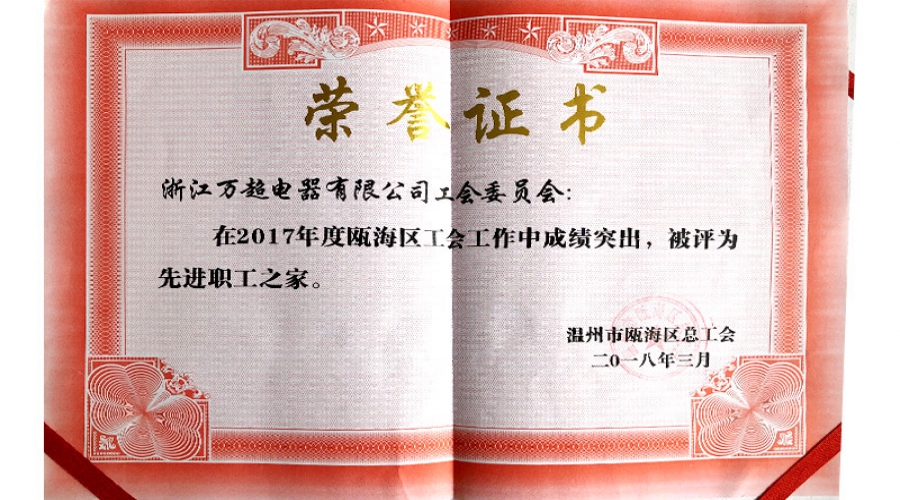 荣誉证书
浙江万超电器有限公司工会委员会:
在2017年度瓯海区工会工作中成绩突出，被评为
先进职工之家。
温州市瓯海区总工会
二0一八年三月